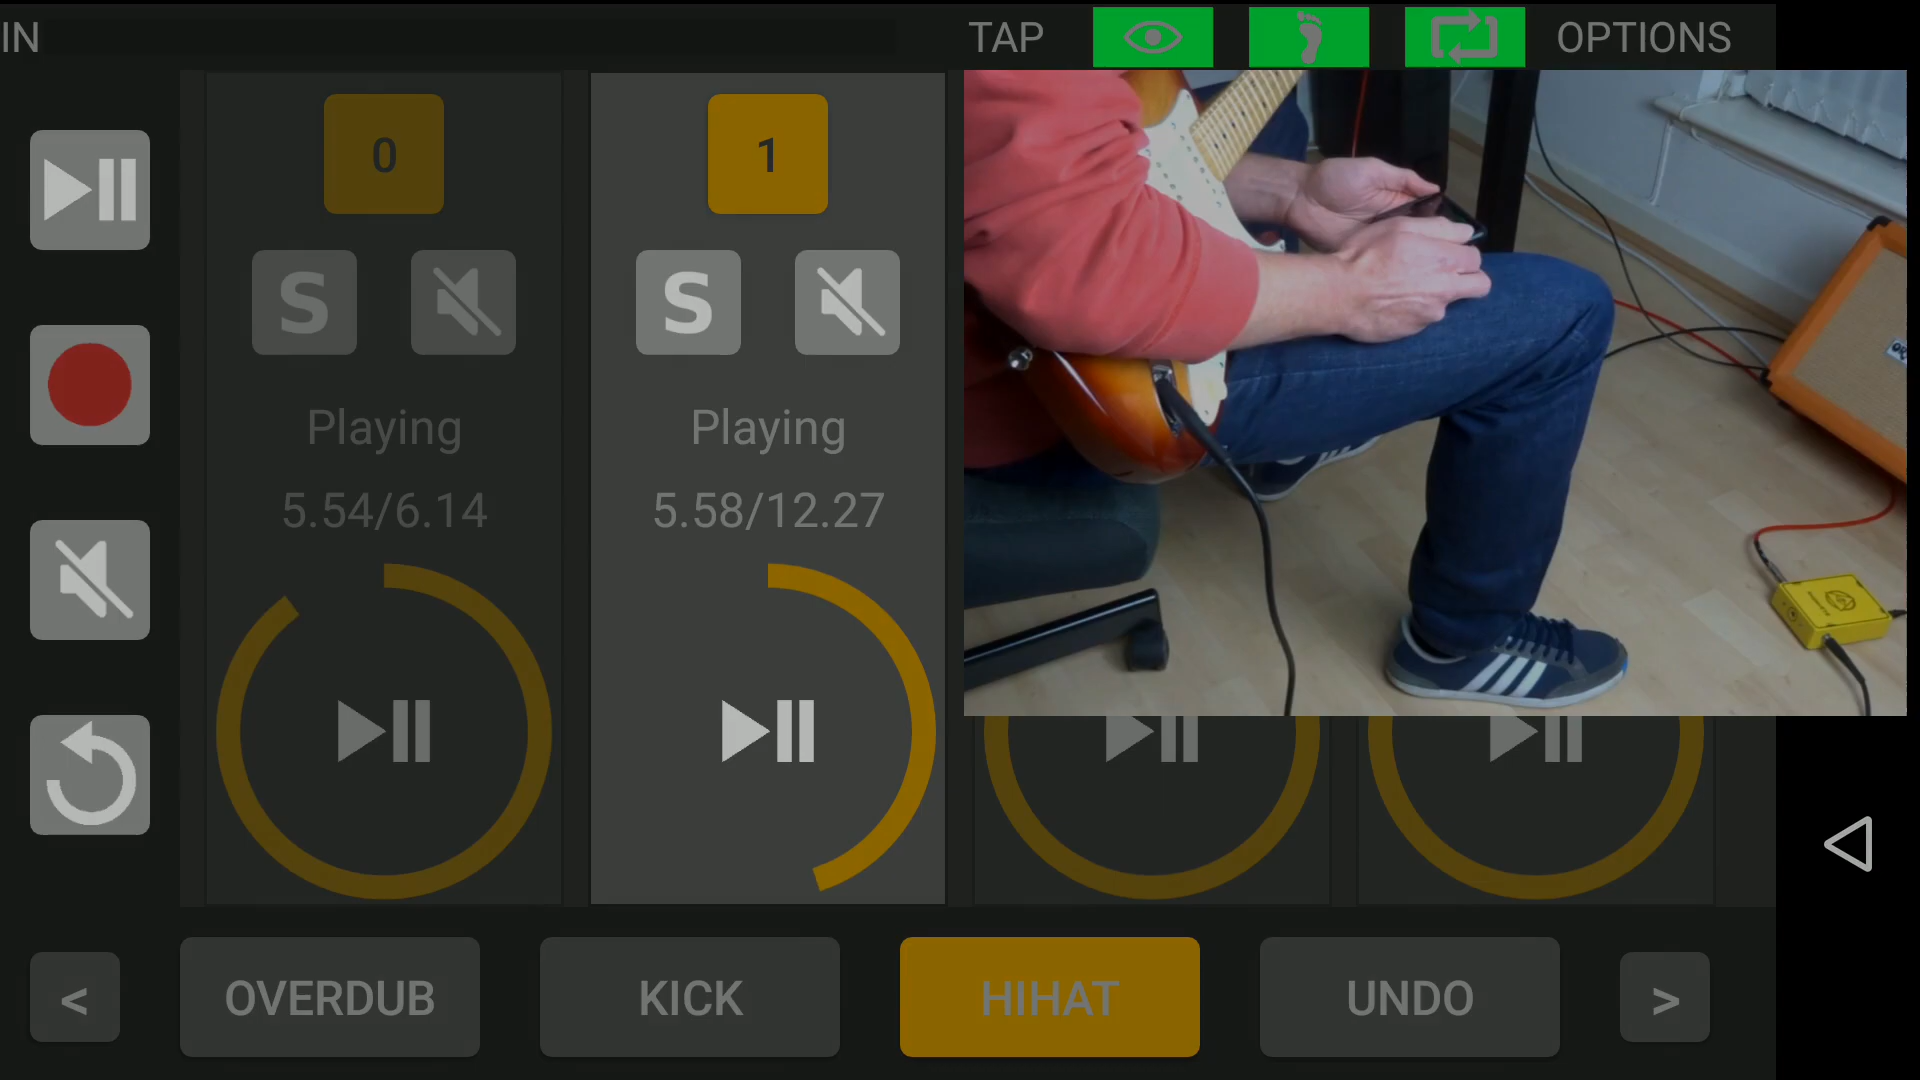 IN
TAP
OPTIONS
0
1
S
S
Playing
Playing
5.54/6.14
5.58/12.27
<
OVERDUB
KICK
HIHAT
UNDO
>